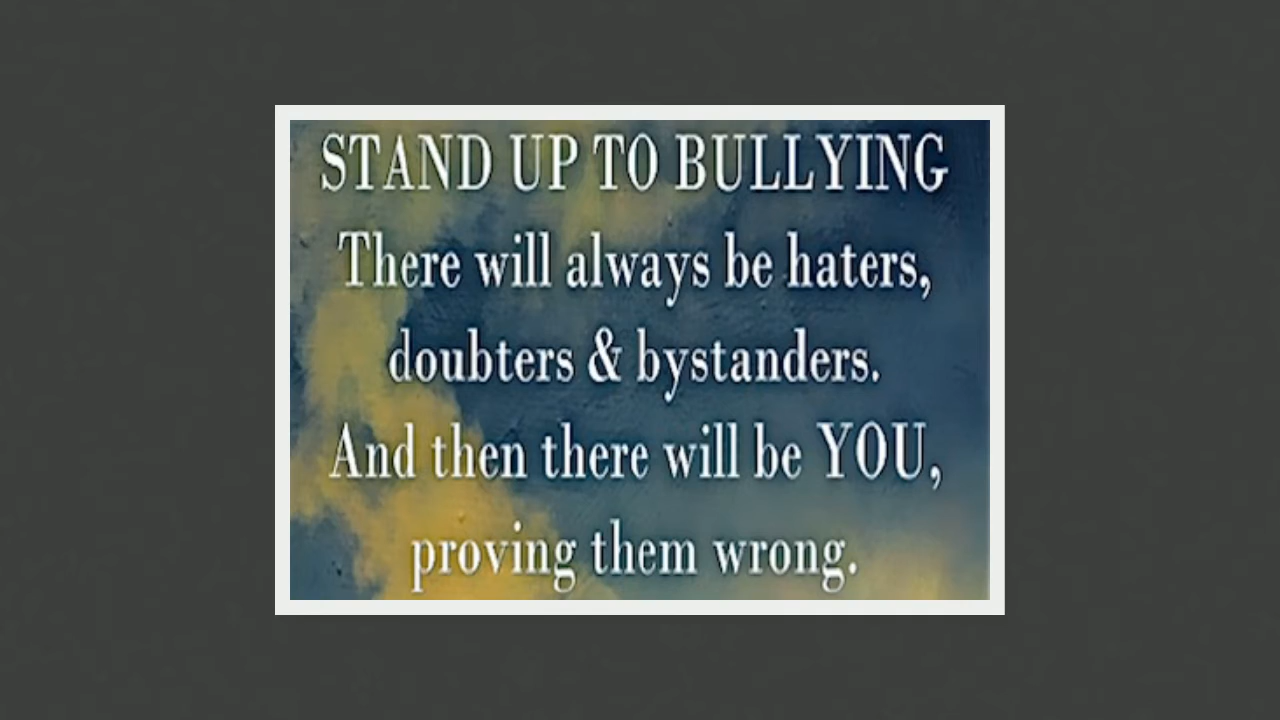 STAND UP TO BULLYING
There will always be haters,
doubters & bystanders.
And then there will be YOU,
proving them wrong.